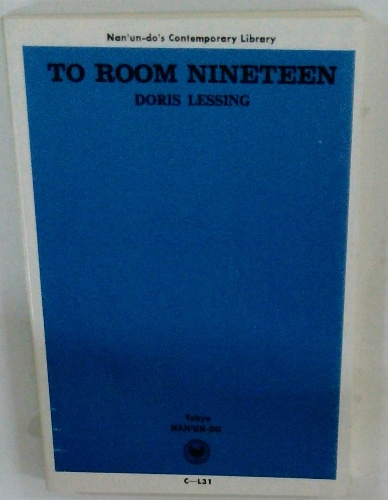 Nan'un-do's Contemporary Library
TO ROOM NINETEEN
DORIS LESSING
Tokyo
NAN'UN-DO
C—L31